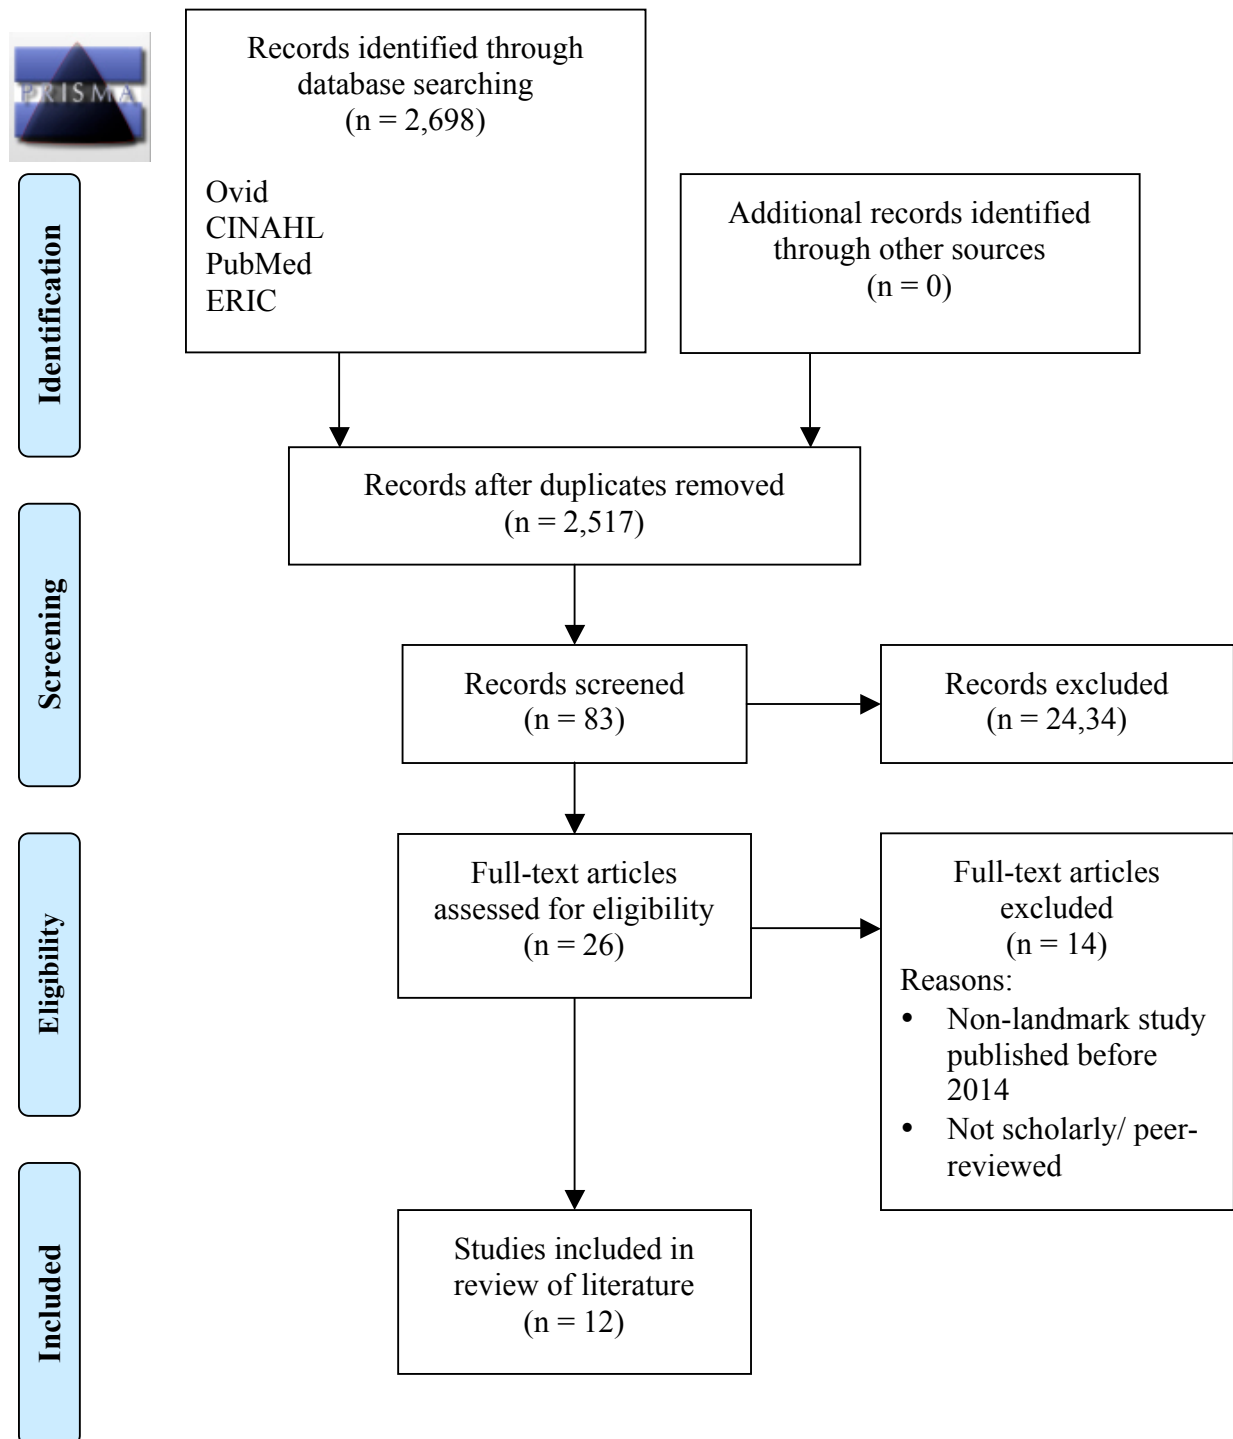 PRISMA
Records identified through
database searching
(n = 2,698)
Ovid
CINAHL
PubMed
ERIC
Additional records identified
through other sources
(n = 0)
Identification
Records after duplicates removed
(n = 2,517)
Screening
Records screened
(n = 83)
Records excluded
(n = 24,34)
Eligibility
Full-text articles
assessed for eligibility
(n = 26)
Full-text articles
excluded
(n = 14)
Reasons:
• Non-landmark study
published before
2014
• Not scholarly/ peer-
reviewed
Included
Studies included in
review of literature
(n = 12)